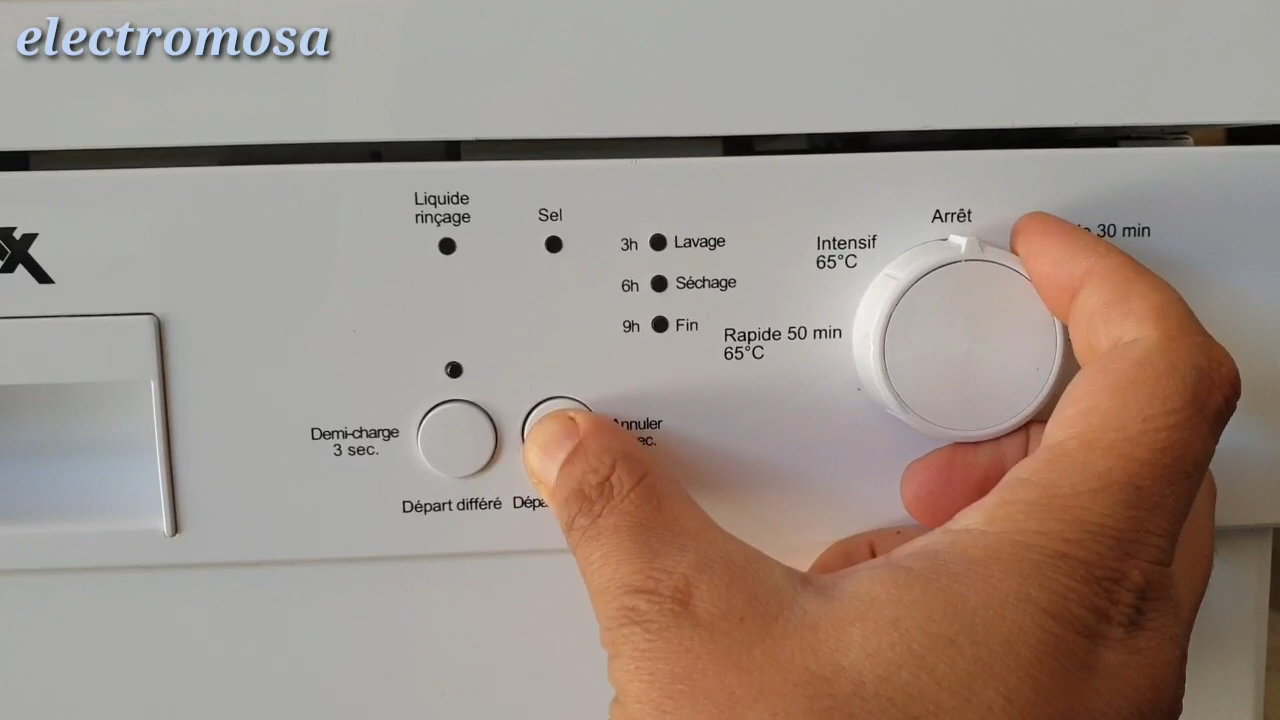 electromosa
Liquide
rinçage
Sel
3h Lavage
6h Séchage
9h Fin
Arrêt
Intensif
65°C
30 min
Rapide 50 min
65°C
Demi-charge
3 sec.
Annuler
Départ différé